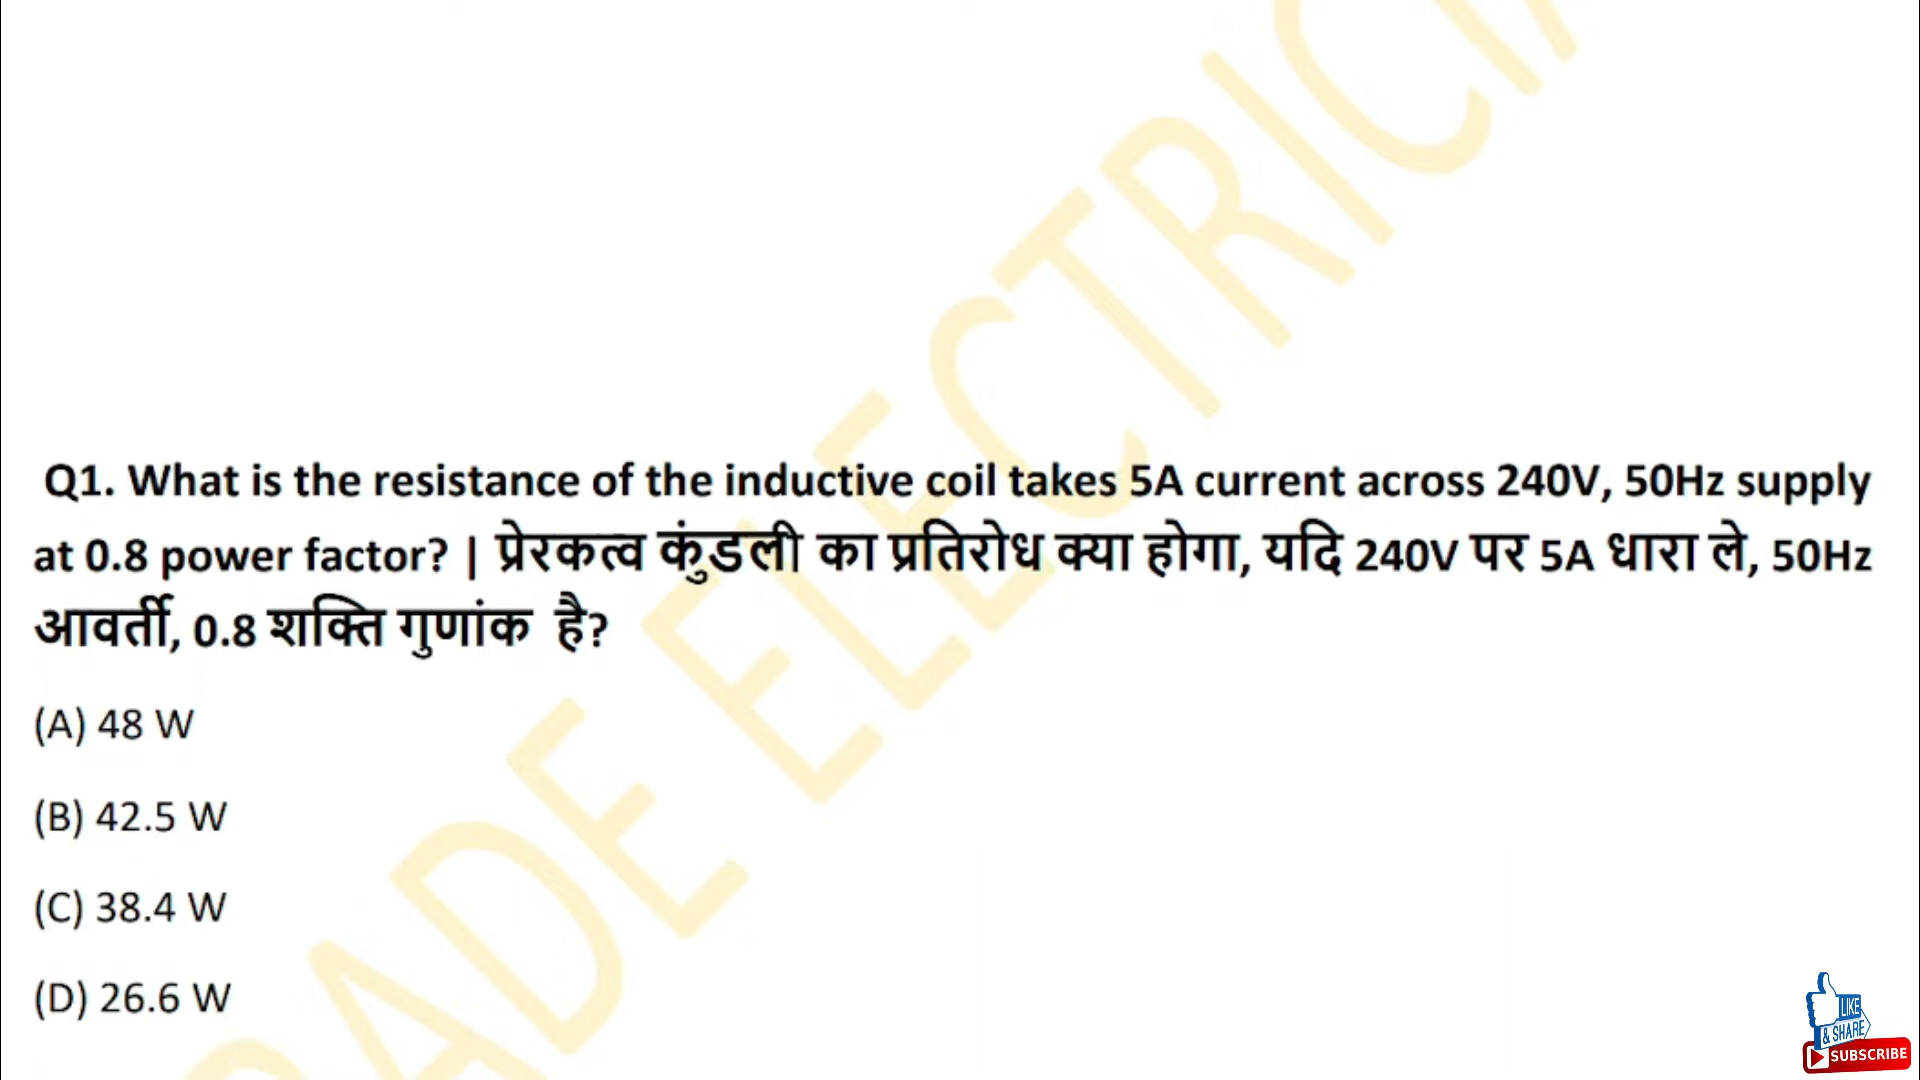 Q1. What is the resistance of the inductive coil takes 5A current across 240V, 50Hz supply
at 0.8 power factor? | प्रेरकत्व कुंडली का प्रतिरोध क्या होगा, यदि 240V पर 5A धारा ले, 50Hz
आवर्ती, 0.8 शक्ति गुणांक है?
(A) 48 W
(B) 42.5 W
(C) 38.4 W
(D) 26.6 W
LIKE
& SHARE
SUBSCRIBE